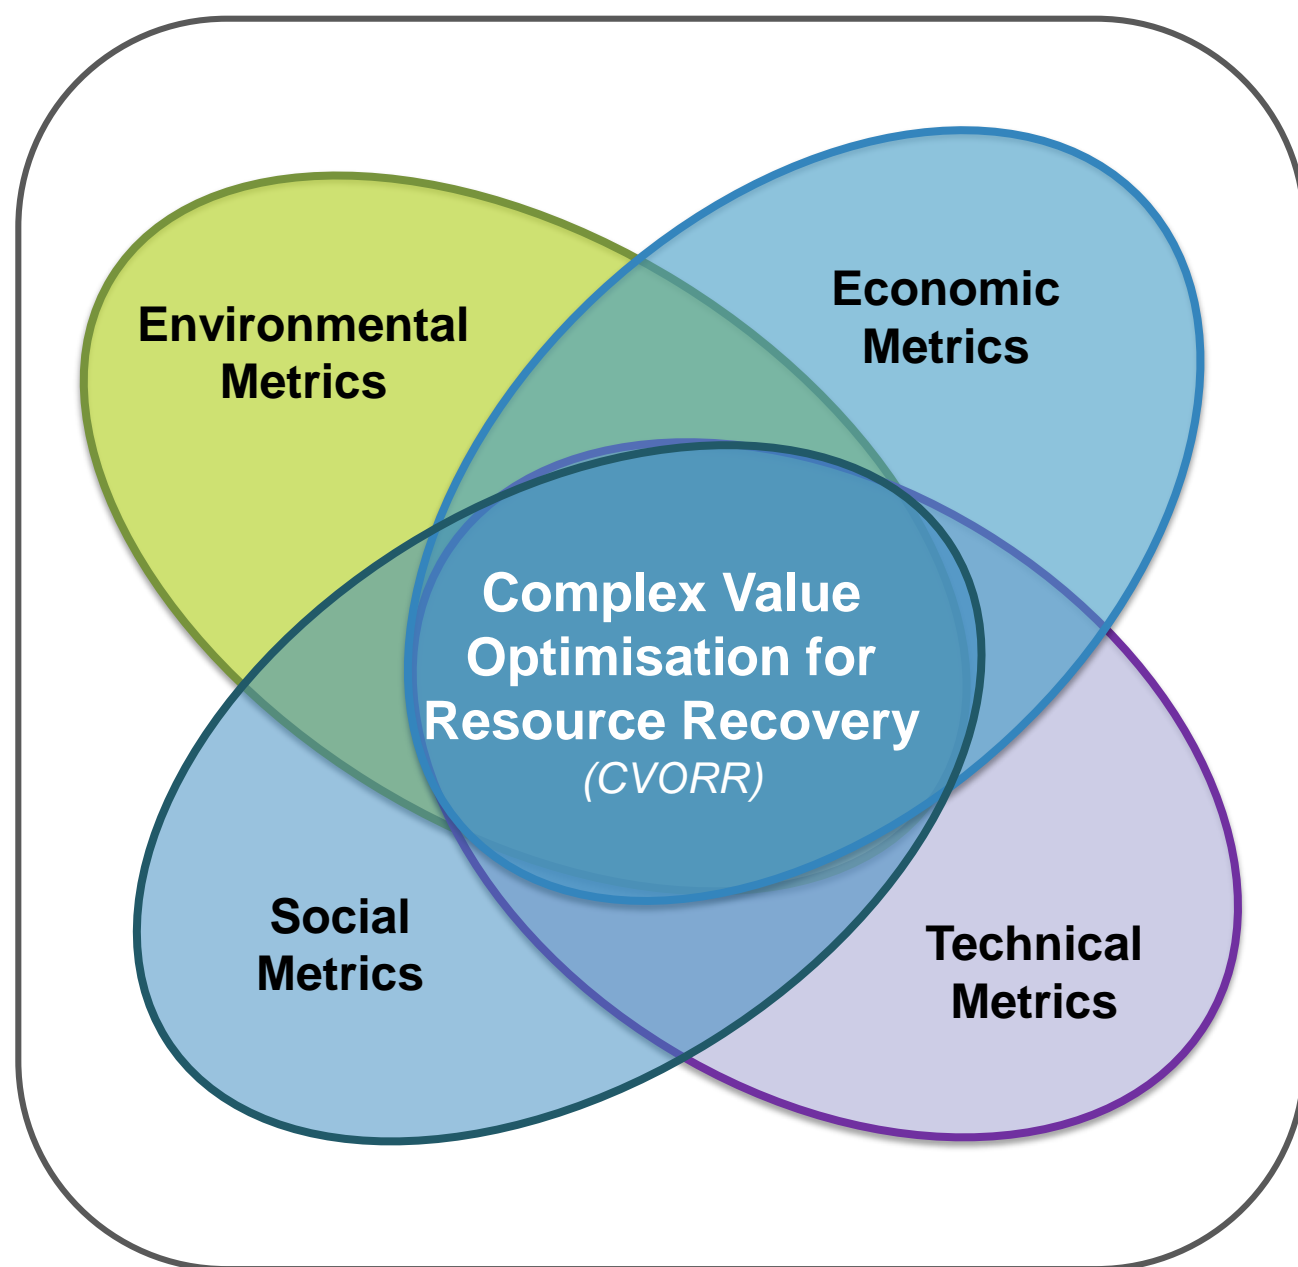 Environmental
Metrics
Economic
Metrics
Complex Value
Optimisation for
Resource Recovery
(CVORR)
Social
Metrics
Technical
Metrics